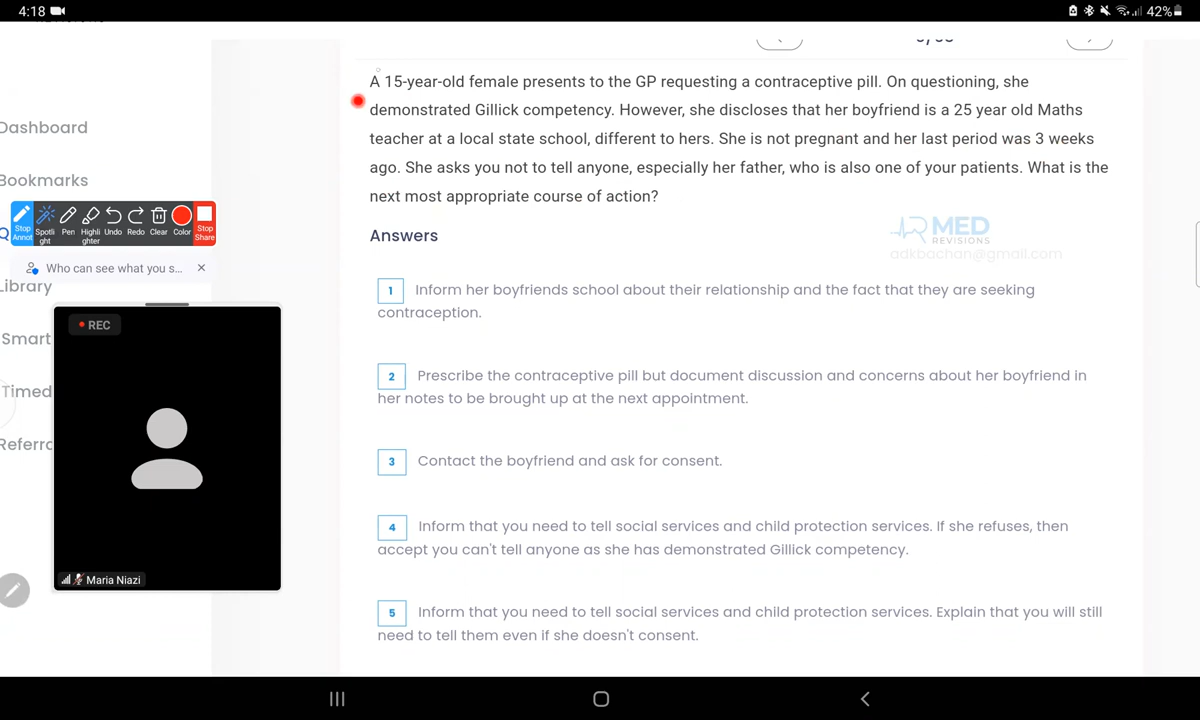 4:18
42%
A 15-year-old female presents to the GP requesting a contraceptive pill. On questioning, she
demonstrated Gillick competency. However, she discloses that her boyfriend is a 25 year old Maths
teacher at a local state school, different to hers. She is not pregnant and her last period was 3 weeks
ago. She asks you not to tell anyone, especially her father, who is also one of your patients. What is the
next most appropriate course of action?
Answers
MED
REVISIONS
adkbachan@gmail.com
1 Inform her boyfriends school about their relationship and the fact that they are seeking
contraception.
2 Prescribe the contraceptive pill but document discussion and concerns about her boyfriend in
her notes to be brought up at the next appointment.
3 Contact the boyfriend and ask for consent.
4 Inform that you need to tell social services and child protection services. If she refuses, then
accept you can't tell anyone as she has demonstrated Gillick competency.
5 Inform that you need to tell social services and child protection services. Explain that you will still
need to tell them even if she doesn't consent.
Dashboard
Bookmarks
Q
Stop Annot
Spotli ght
Pen
Highli ghter
Undo
Redo
Clear
Color
Stop Share
Who can see what you s...
Library
Smart
Timed
Referra
REC
Maria Niazi